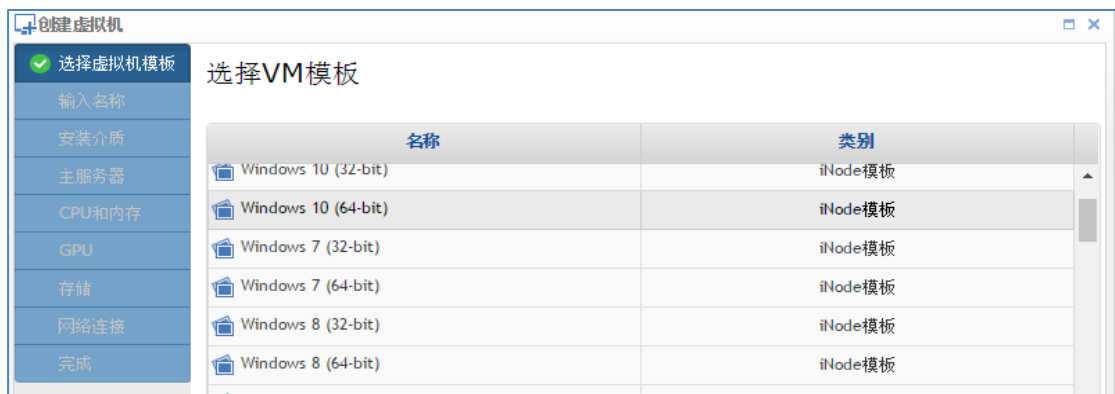 创建虚拟机
选择虚拟机模板
输入名称
安装介质
主服务器
CPU和内存
GPU
存储
网络连接
完成
选择VM模板
名称 类别
Windows 10 (32-bit) iNode模板
Windows 10 (64-bit) iNode模板
Windows 7 (32-bit) iNode模板
Windows 7 (64-bit) iNode模板
Windows 8 (32-bit) iNode模板
Windows 8 (64-bit) iNode模板